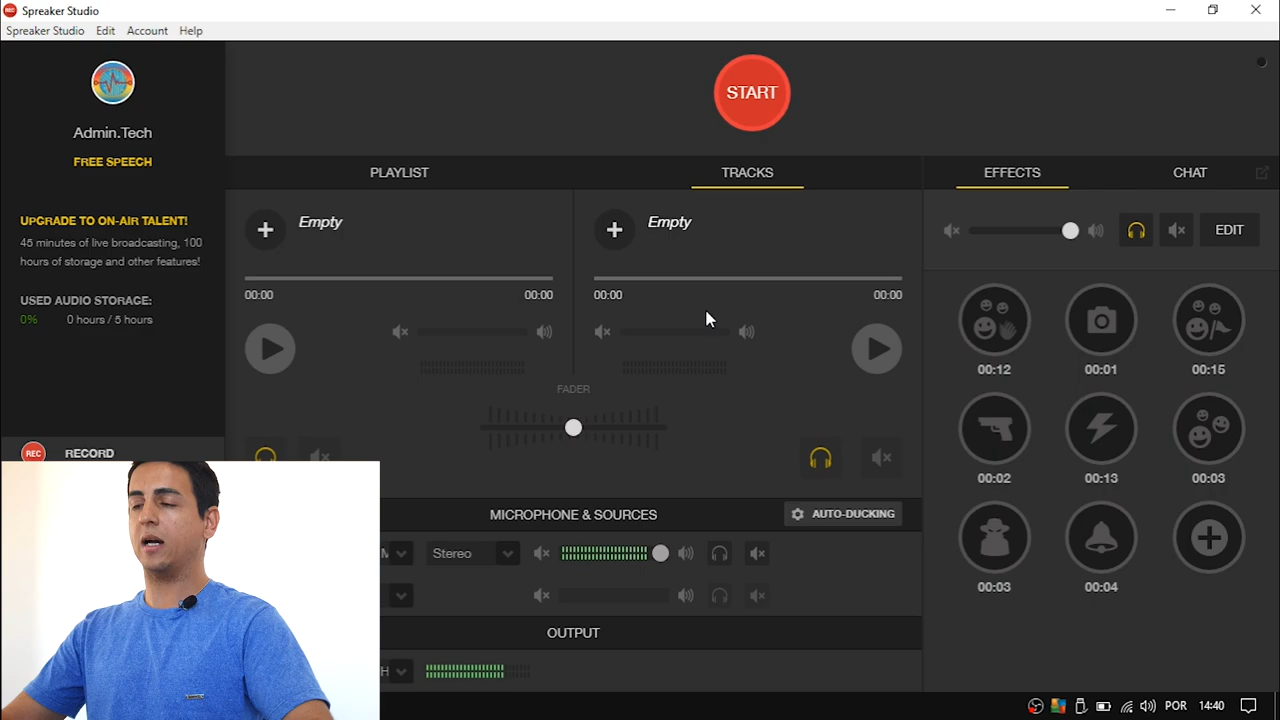 REC Spreaker Studio
Spreaker Studio Edit Account Help
START
Admin.Tech
FREE SPEECH
UPGRADE TO ON-AIR TALENT!
45 minutes of live broadcasting, 100
hours of storage and other features!
USED AUDIO STORAGE:
0% 0 hours / 5 hours
REC RECORD
PLAYLIST TRACKS
Empty
00:00 00:00
Empty
00:00 00:00
FADER
MICROPHONE & SOURCES AUTO-DUCKING
M Stereo
OUTPUT
H
EFFECTS CHAT
EDIT
00:12 00:01 00:15
00:02 00:13 00:03
00:03 00:04
POR 14:40